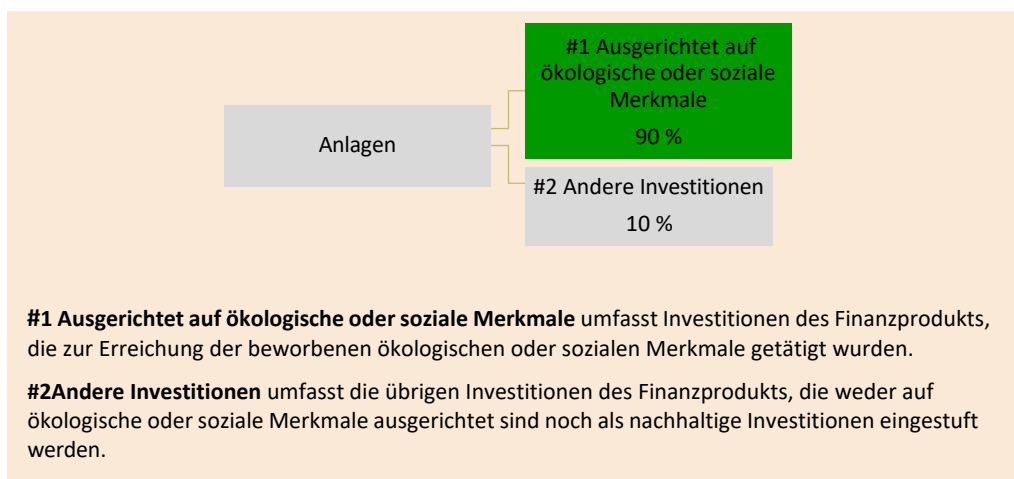 #1 Ausgerichtet auf
ökologische oder soziale
Merkmale
90 %
Anlagen
#2 Andere Investitionen
10 %
#1 Ausgerichtet auf ökologische oder soziale Merkmale umfasst Investitionen des Finanzprodukts,
die zur Erreichung der beworbenen ökologischen oder sozialen Merkmale getätigt wurden.
#2Andere Investitionen umfasst die übrigen Investitionen des Finanzprodukts, die weder auf
ökologische oder soziale Merkmale ausgerichtet sind noch als nachhaltige Investitionen eingestuft
werden.